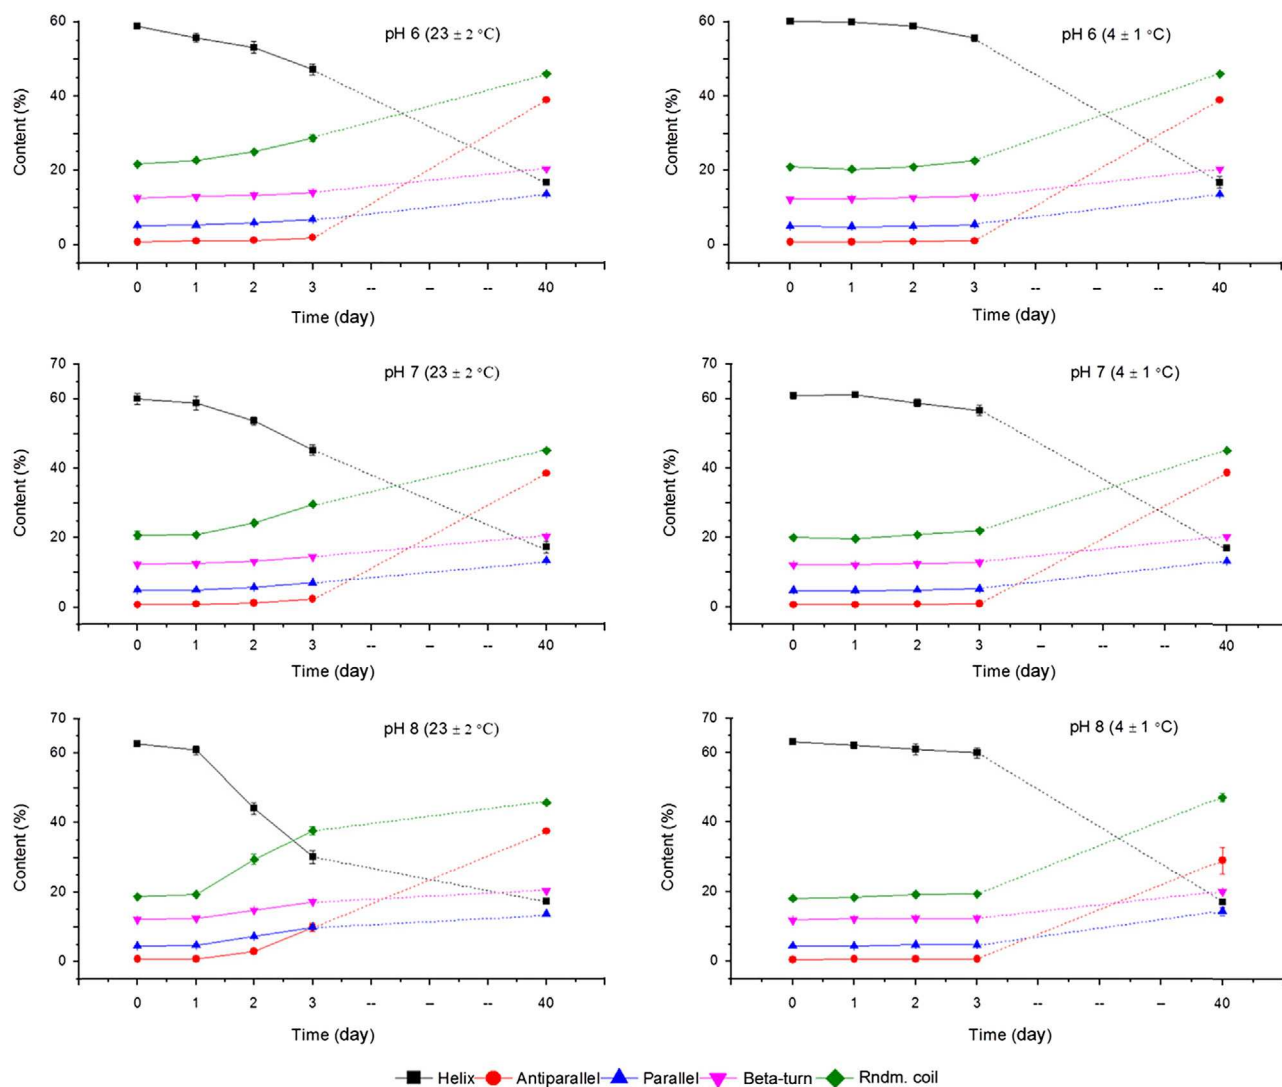 pH 6 (23 ± 2 °C)
60
40
20
0
Content (%)
0 1 2 3 -- – -- 40
Time (day)
pH 6 (4 ± 1 °C)
60
40
20
0
Content (%)
0 1 2 3 -- – -- 40
Time (day)
pH 7 (23 ± 2 °C)
70
60
40
20
0
Content (%)
0 1 2 3 -- – -- 40
Time (day)
pH 7 (4 ± 1 °C)
70
60
40
20
0
Content (%)
0 1 2 3 – -- -- 40
Time (day)
pH 8 (23 ± 2 °C)
70
60
40
20
0
Content (%)
0 1 2 3 -- – -- 40
Time (day)
pH 8 (4 ± 1 °C)
70
60
40
20
0
Content (%)
0 1 2 3 -- -- – 40
Time (day)
Helix Antiparallel Parallel Beta-turn Rndm. coil